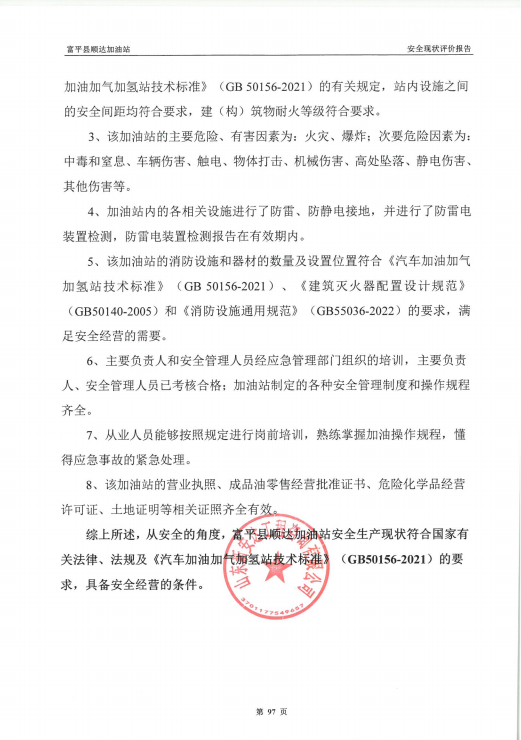 富平县顺达加油站 安全现状评价报告
加油加气加氢站技术标准》（GB 50156-2021）的有关规定，站内设施之间
的安全间距均符合要求，建（构）筑物耐火等级符合要求。
3、该加油站的主要危险、有害因素为：火灾、爆炸；次要危险因素为：
中毒和窒息、车辆伤害、触电、物体打击、机械伤害、高处坠落、静电伤害、
其他伤害等。
4、加油站内的各相关设施进行了防雷、防静电接地，并进行了防雷电
装置检测，防雷电装置检测报告在有效期内。
5、该加油站的消防设施和器材的数量及设置位置符合《汽车加油加气
加氢站技术标准》（GB 50156-2021）、《建筑灭火器配置设计规范》
（GB50140-2005）和《消防设施通用规范》（GB55036-2022）的要求，满
足安全经营的需要。
6、主要负责人和安全管理人员经应急管理部门组织的培训，主要负责
人、安全管理人员已考核合格；加油站制定的各种安全管理制度和操作规程
齐全。
7、从业人员能够按照规定进行岗前培训，熟练掌握加油操作规程，懂
得应急事故的紧急处理。
8、该加油站的营业执照、成品油零售经营批准证书、危险化学品经营
许可证、土地证明等相关证照齐全有效。
综上所述，从安全的角度，富平县顺达加油站安全生产现状符合国家有
关法律、法规及《汽车加油加气加氢站技术标准》（GB50156-2021）的要
求，具备安全经营的条件。
3701177549687
第 97 页